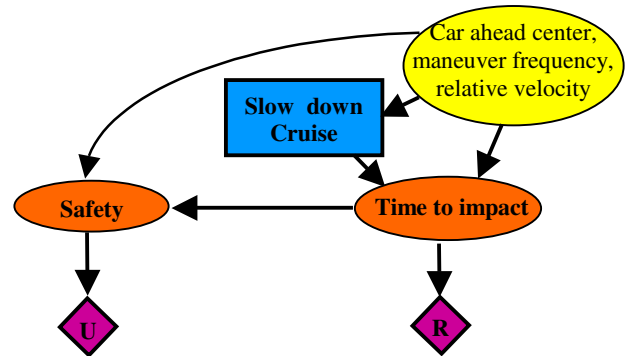 Car ahead center,
maneuver frequency,
relative velocity
Slow down
Cruise
Safety
Time to impact
U
R